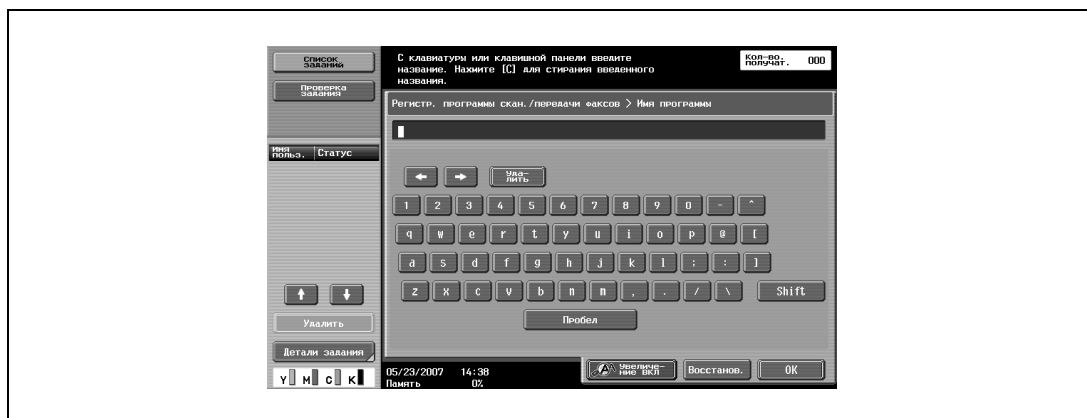 Список
задания
Проверка
задания
С клавиатуры или клавишной панели введите
название. Нажмите [C] для стирания введенного
названия.
Кол-во.
получат. 000
Регистр. программы скан./передачи факсов > Имя программы
Имя
польз. Статус
Уда-
лить
1 2 3 4 5 6 7 8 9 0 - ^
q w e r t y u i o p @ [
a s d f g h j k l ; : ]
z x c v b n m , . / \ Shift
Пробел
Удалить
Детали задания
Y M C K
05/23/2007 14:38
Память 0%
Увеличе-
ние ВКЛ
Восстанов.
OK